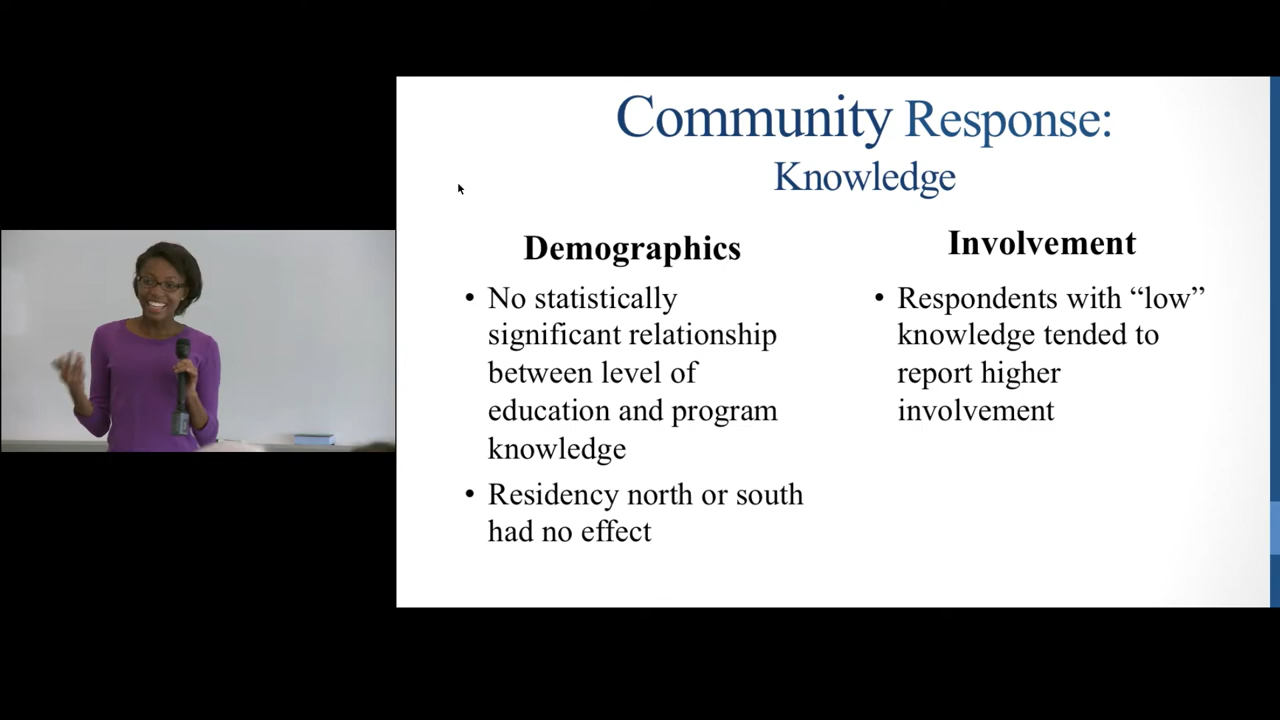 Community Response:
Knowledge
Demographics
• No statistically
significant relationship
between level of
education and program
knowledge
• Residency north or south
had no effect
Involvement
• Respondents with “low”
knowledge tended to
report higher
involvement